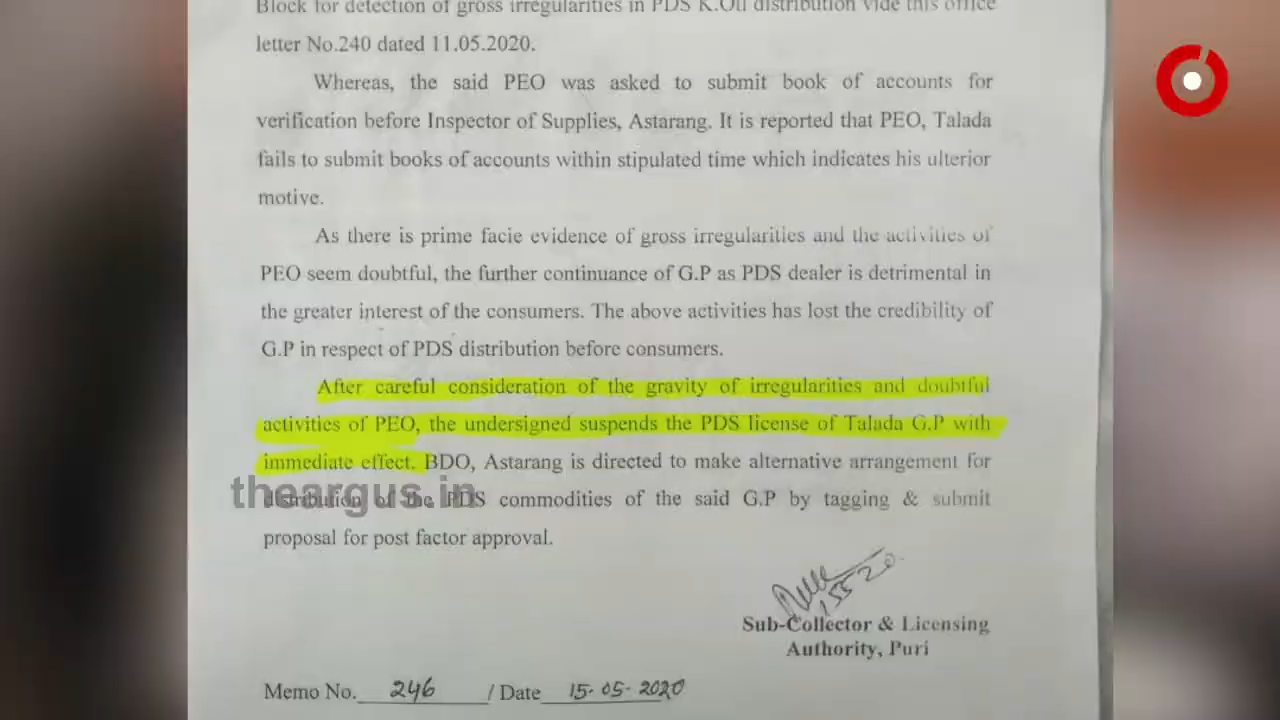 Block for detection of gross irregularities in PDS K.Oil distribution vide this office
letter No.240 dated 11.05.2020.
Whereas, the said PEO was asked to submit book of accounts for
verification before Inspector of Supplies, Astarang. It is reported that PEO, Talada
fails to submit books of accounts within stipulated time which indicates his ulterior
motive.
As there is prime facie evidence of gross irregularities and the activities of
PEO seem doubtful, the further continuance of G.P as PDS dealer is detrimental in
the greater interest of the consumers. The above activities has lost the credibility of
G.P in respect of PDS distribution before consumers.
After careful consideration of the gravity of irregularities and doubtful
activities of PEO, the undersigned suspends the PDS license of Talada G.P with
immediate effect. BDO, Astarang is directed to make alternative arrangement for
theargus.in
distribution of the PDS commodities of the said G.P by tagging & submit
proposal for post factor approval.
15 5 20
Sub-Collector & Licensing
Authority, Puri
Memo No. 246 / Date 15-05-2020